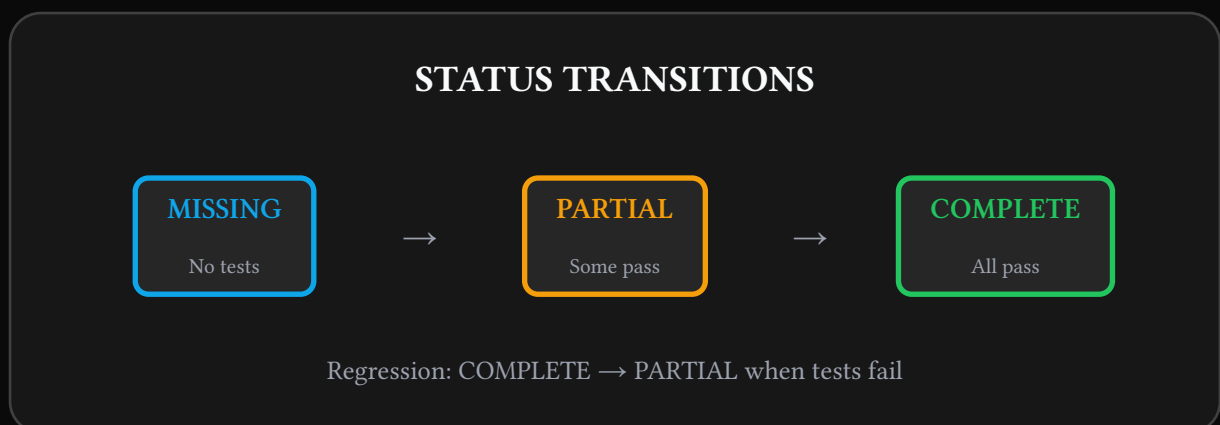 STATUS TRANSITIONS
MISSING → PARTIAL → COMPLETE
No tests Some pass All pass
Regression: COMPLETE → PARTIAL when tests fail